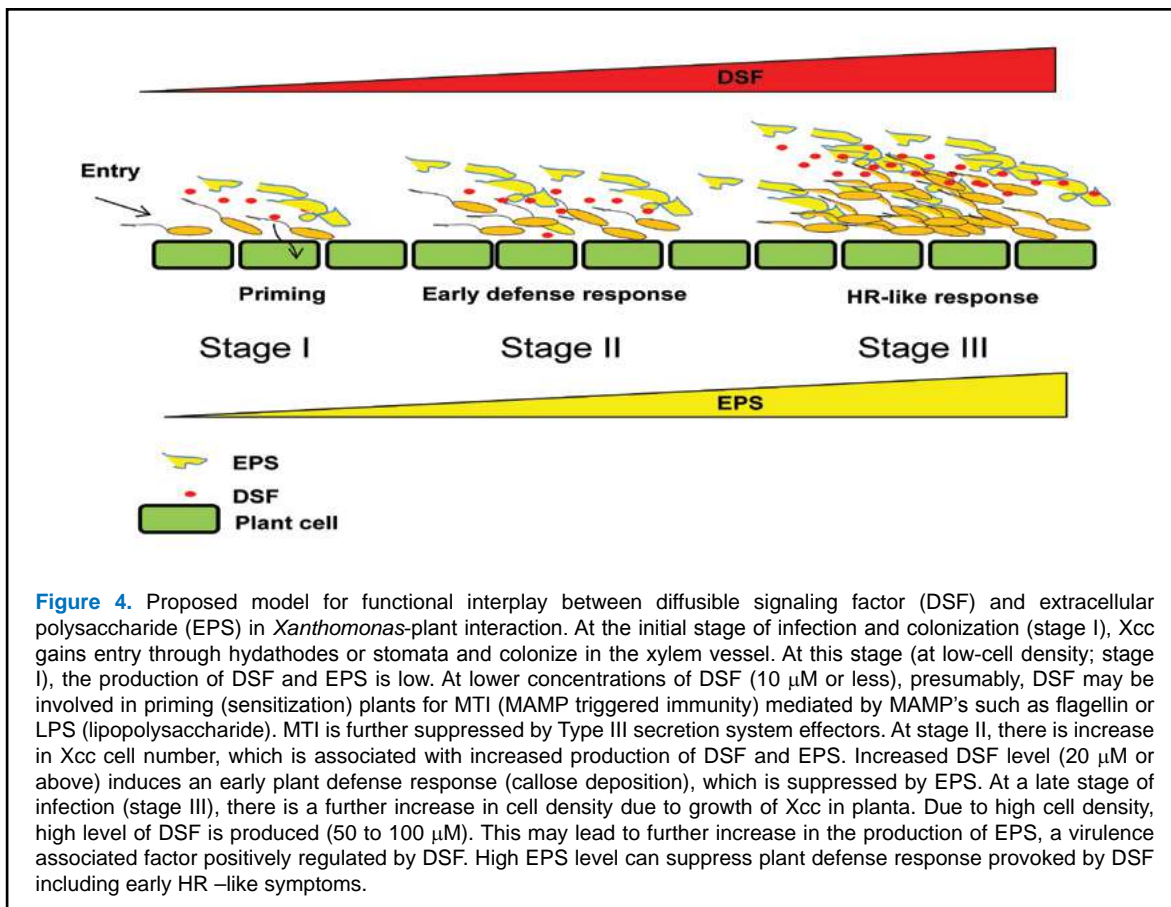 DSF
Entry
Priming
Early defense response
HR-like response
Stage I
Stage II
Stage III
EPS
EPS
DSF
Plant cell
Figure 4. Proposed model for functional interplay between diffusible signaling factor (DSF) and extracellular
polysaccharide (EPS) in Xanthomonas-plant interaction. At the initial stage of infection and colonization (stage I), Xcc
gains entry through hydathodes or stomata and colonize in the xylem vessel. At this stage (at low-cell density; stage
I), the production of DSF and EPS is low. At lower concentrations of DSF (10 μM or less), presumably, DSF may be
involved in priming (sensitization) plants for MTI (MAMP triggered immunity) mediated by MAMP's such as flagellin or
LPS (lipopolysaccharide). MTI is further suppressed by Type III secretion system effectors. At stage II, there is increase
in Xcc cell number, which is associated with increased production of DSF and EPS. Increased DSF level (20 μM or
above) induces an early plant defense response (callose deposition), which is suppressed by EPS. At a late stage of
infection (stage III), there is a further increase in cell density due to growth of Xcc in planta. Due to high cell density,
high level of DSF is produced (50 to 100 μM). This may lead to further increase in the production of EPS, a virulence
associated factor positively regulated by DSF. High EPS level can suppress plant defense response provoked by DSF
including early HR –like symptoms.